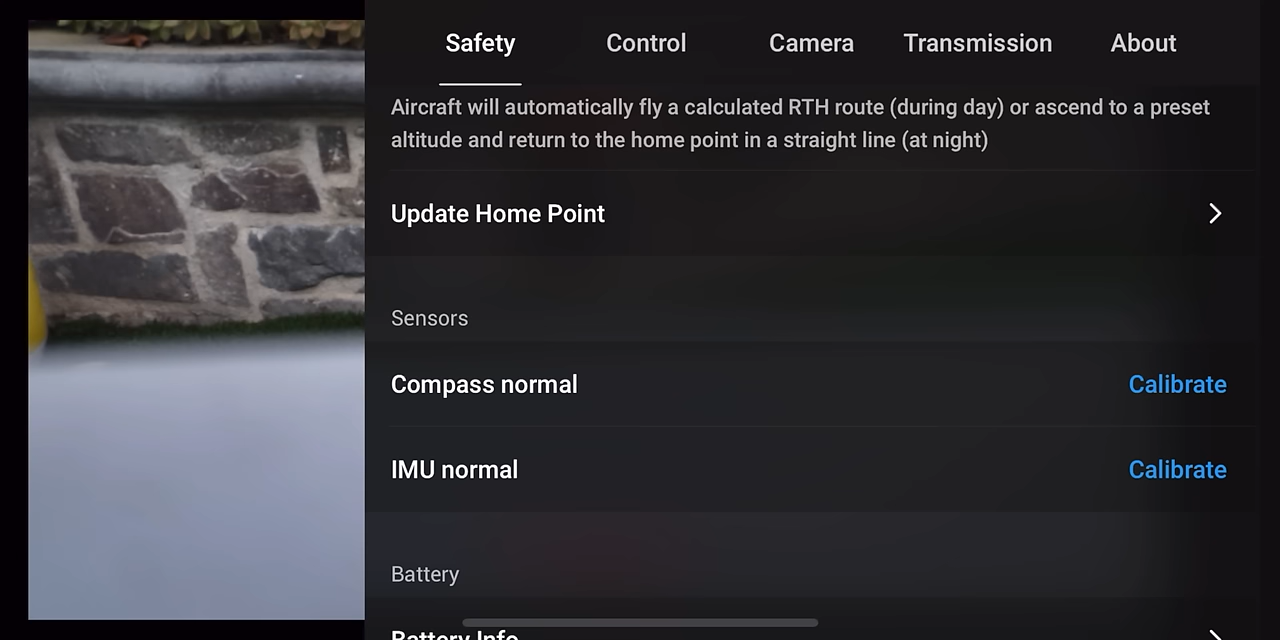 Safety Control Camera Transmission About
Aircraft will automatically fly a calculated RTH route (during day) or ascend to a preset
altitude and return to the home point in a straight line (at night)
Update Home Point
Sensors
Compass normal Calibrate
IMU normal Calibrate
Battery
Battery Info